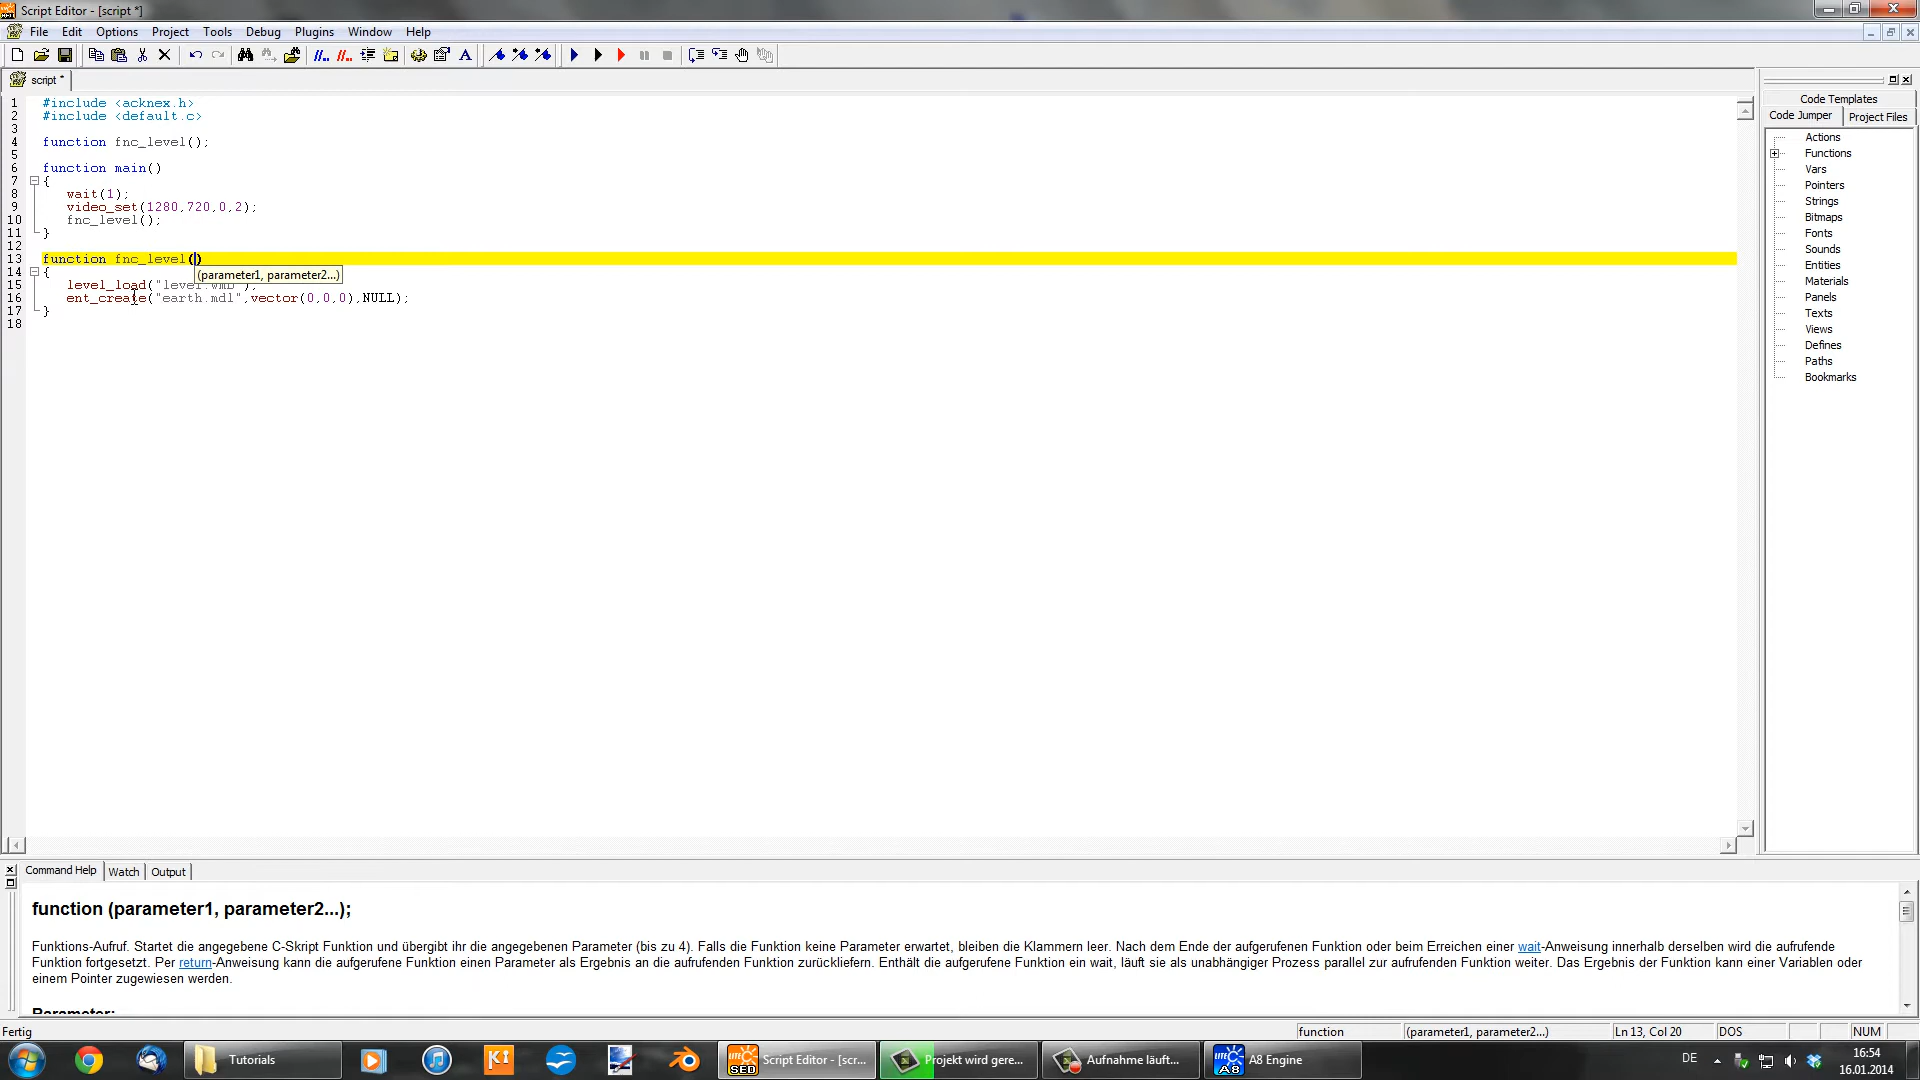 Script Editor - [script *]
File Edit Options Project Tools Debug Plugins Window Help
script *
1 #include <acknex.h>
2 #include <default.c>
3
4 function fnc_level();
5
6 function main()
7 {
8 wait(1);
9 video_set(1280,720,0,2);
10 fnc_level();
11 }
12
13 function fnc_level()
(parameter1, parameter2...)
14 {
15 level_load("level.wmb");
16 ent_create("earth.mdl",vector(0,0,0),NULL);
17 }
18
Code Templates
Code Jumper Project Files
Actions
Functions
Vars
Pointers
Strings
Bitmaps
Fonts
Sounds
Entities
Materials
Panels
Texts
Views
Defines
Paths
Bookmarks
Command Help Watch Output
function (parameter1, parameter2...);
Funktions-Aufruf. Startet die angegebene C-Skript Funktion und übergibt ihr die angegebenen Parameter (bis zu 4). Falls die Funktion keine Parameter erwartet, bleiben die Klammern leer. Nach dem Ende der aufgerufenen Funktion oder beim Erreichen einer wait-Anweisung innerhalb derselben wird die aufrufende
Funktion fortgesetzt. Per return-Anweisung kann die aufgerufene Funktion einen Parameter als Ergebnis an die aufrufenden Funktion zurückliefern. Enthält die aufgerufene Funktion ein wait, läuft sie als unabhängiger Prozess parallel zur aufrufenden Funktion weiter. Das Ergebnis der Funktion kann einer Variablen oder
einem Pointer zugewiesen werden.
Parameter:
Fertig function (parameter1, parameter2...) Ln 13, Col 20 DOS NUM
Tutorials Script Editor - [scr... Projekt wird gere... Aufnahme läuft... A8 Engine DE 16:54
16.01.2014